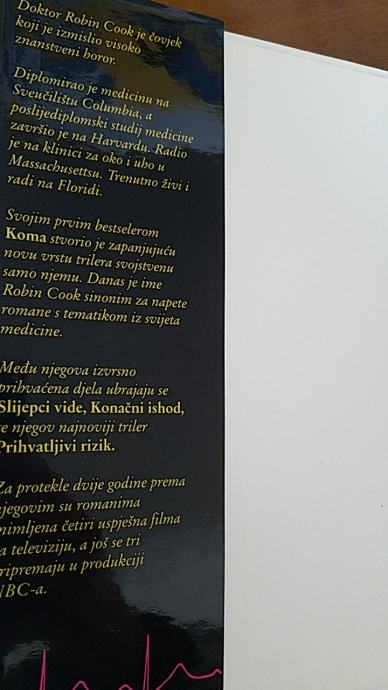 Doktor Robin Cook je čovjek
koji je izmislio visoko
znanstveni horor.
Diplomirao je medicinu na
Sveučilištu Columbia, a
poslijediplomski studij medicine
završio je na Harvardu. Radio
je na klinici za oko i uho u
Massachusettsu. Trenutno živi i
radi na Floridi.
Svojim prvim bestselerom
Koma stvorio je zapanjujuću
novu vrstu trilera svojstvenu
samo njemu. Danas je ime
Robin Cook sinonim za napete
romane s tematikom iz svijeta
medicine.
Među njegova izvrsno
prihvaćena djela ubrajaju se
Slijepci vide, Konačni ishod,
te njegov najnoviji triler
Prihvatljivi rizik.
Za protekle dvije godine prema
njegovim su romanima
snimljena četiri uspješna filma
za televiziju, a još se tri
pripremaju u produkciji
NBC-a.